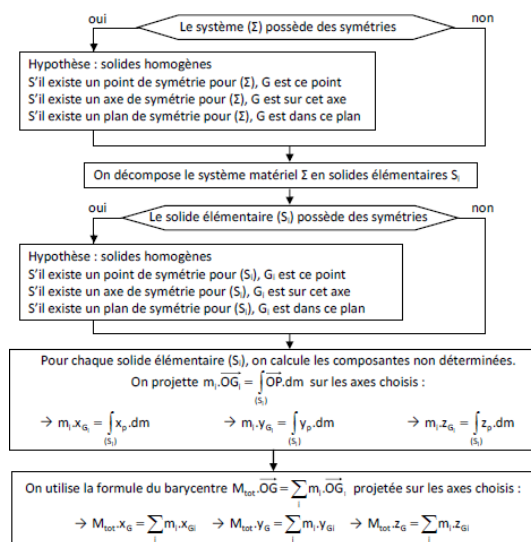 oui
Le système (Σ) possède des symétries
non
Hypothèse : solides homogènes
S'il existe un point de symétrie pour (Σ), G est ce point
S'il existe un axe de symétrie pour (Σ), G est sur cet axe
S'il existe un plan de symétrie pour (Σ), G est dans ce plan
On décompose le système matériel Σ en solides élémentaires Sᵢ
oui
Le solide élémentaire (Sᵢ) possède des symétries
non
Hypothèse : solides homogènes
S'il existe un point de symétrie pour (Sᵢ), Gᵢ est ce point
S'il existe un axe de symétrie pour (Sᵢ), Gᵢ est sur cet axe
S'il existe un plan de symétrie pour (Sᵢ), Gᵢ est dans ce plan
Pour chaque solide élémentaire (Sᵢ), on calcule les composantes non déterminées.
On projette mᵢ.OGᵢ = ∫(Sᵢ) OP.dm sur les axes choisis :
→ mᵢ.x_Gᵢ = ∫(Sᵢ) x_p.dm → mᵢ.y_Gᵢ = ∫(Sᵢ) y_p.dm → mᵢ.z_Gᵢ = ∫(Sᵢ) z_p.dm
On utilise la formule du barycentre M_tot.OG = ∑ᵢ mᵢ.OGᵢ projetée sur les axes choisis :
→ M_tot.x_G = ∑ᵢ mᵢ.x_Gi → M_tot.y_G = ∑ᵢ mᵢ.y_Gi → M_tot.z_G = ∑ᵢ mᵢ.z_Gi